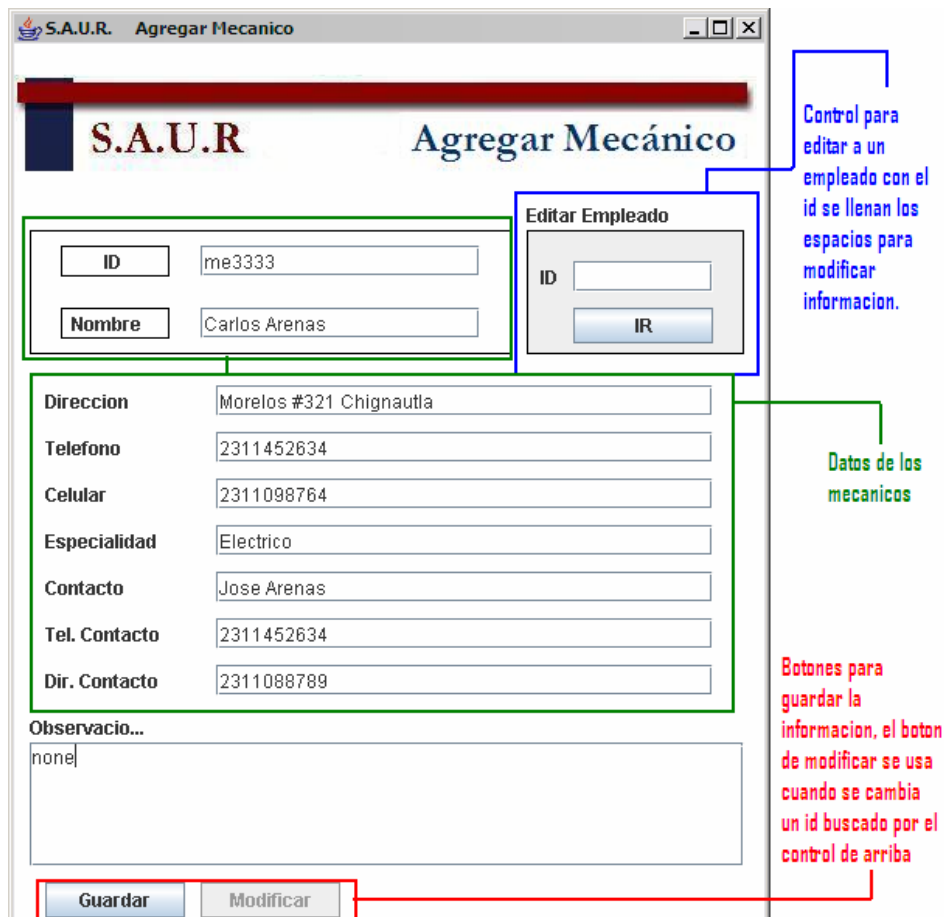 S.A.U.R. Agregar Mecanico
S.A.U.R Agregar Mecánico
Editar Empleado
ID me3333
Nombre Carlos Arenas
ID
IR
Direccion Morelos #321 Chignautla
Telefono 2311452634
Celular 2311098764
Especialidad Electrico
Contacto Jose Arenas
Tel. Contacto 2311452634
Dir. Contacto 2311088789
Observacio...
none
Guardar Modificar
Control para
editar a un
empleado con el
id se llenan los
espacios para
modificar
informacion.
Datos de los
mecanicos
Botones para
guardar la
informacion, el boton
de modificar se usa
cuando se cambia
un id buscado por el
control de arriba